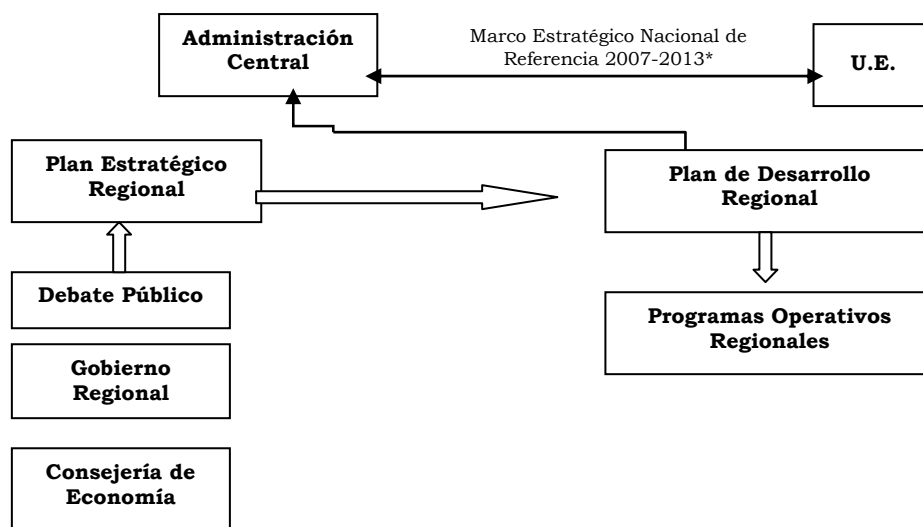 Administración
Central
Marco Estratégico Nacional de
Referencia 2007-2013*
U.E.
Plan Estratégico
Regional
Plan de Desarrollo
Regional
Debate Público
Programas Operativos
Regionales
Gobierno
Regional
Consejería de
Economía